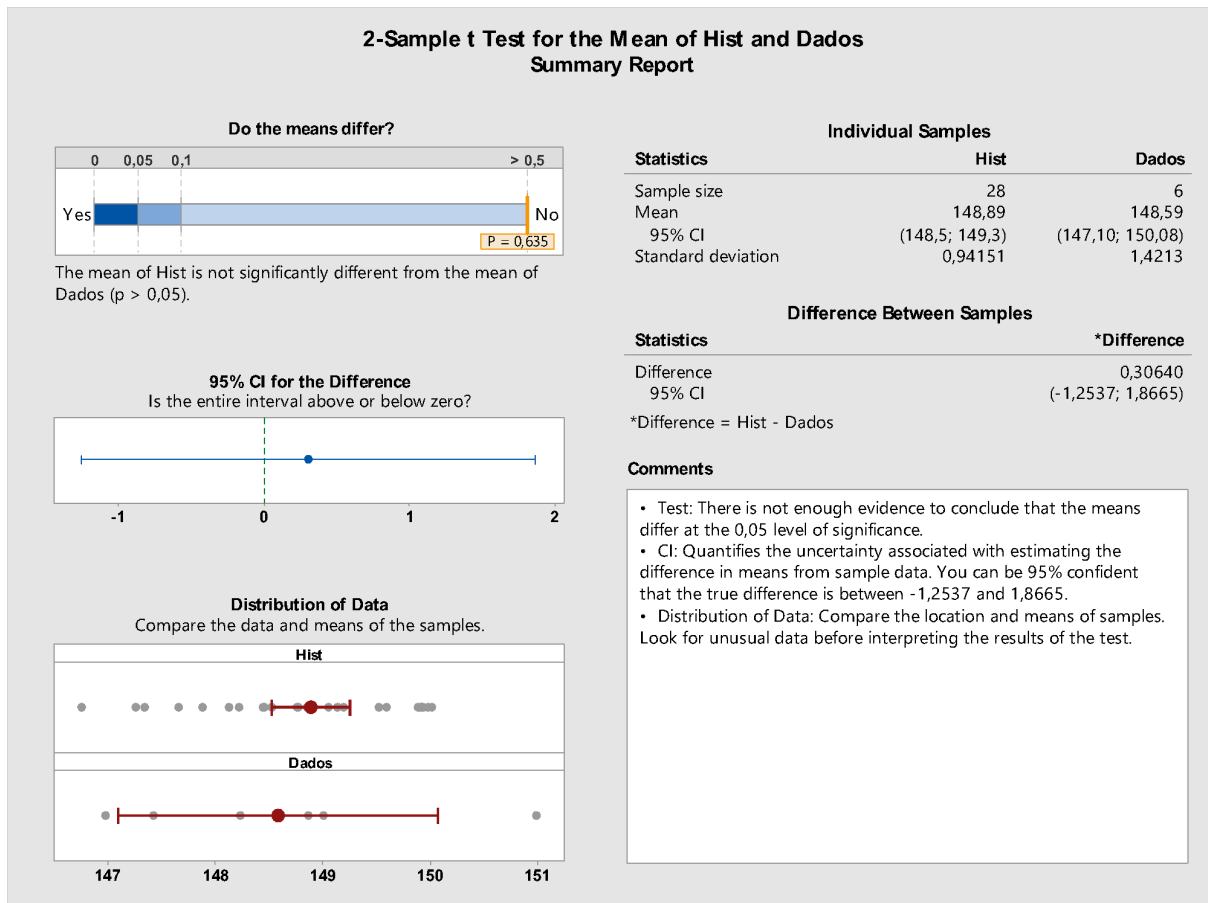 2-Sample t Test for the Mean of Hist and Dados
Summary Report
Do the means differ?
0 0,05 0,1 > 0,5
Yes No
P = 0,635
The mean of Hist is not significantly different from the mean of
Dados (p > 0,05).
95% CI for the Difference
Is the entire interval above or below zero?
-1 0 1 2
Distribution of Data
Compare the data and means of the samples.
Hist
Dados
147 148 149 150 151
Individual Samples
Statistics Hist Dados
Sample size 28 6
Mean 148,89 148,59
95% CI (148,5; 149,3) (147,10; 150,08)
Standard deviation 0,94151 1,4213
Difference Between Samples
Statistics *Difference
Difference 0,30640
95% CI (-1,2537; 1,8665)
*Difference = Hist - Dados
Comments
• Test: There is not enough evidence to conclude that the means
differ at the 0,05 level of significance.
• CI: Quantifies the uncertainty associated with estimating the
difference in means from sample data. You can be 95% confident
that the true difference is between -1,2537 and 1,8665.
• Distribution of Data: Compare the location and means of samples.
Look for unusual data before interpreting the results of the test.